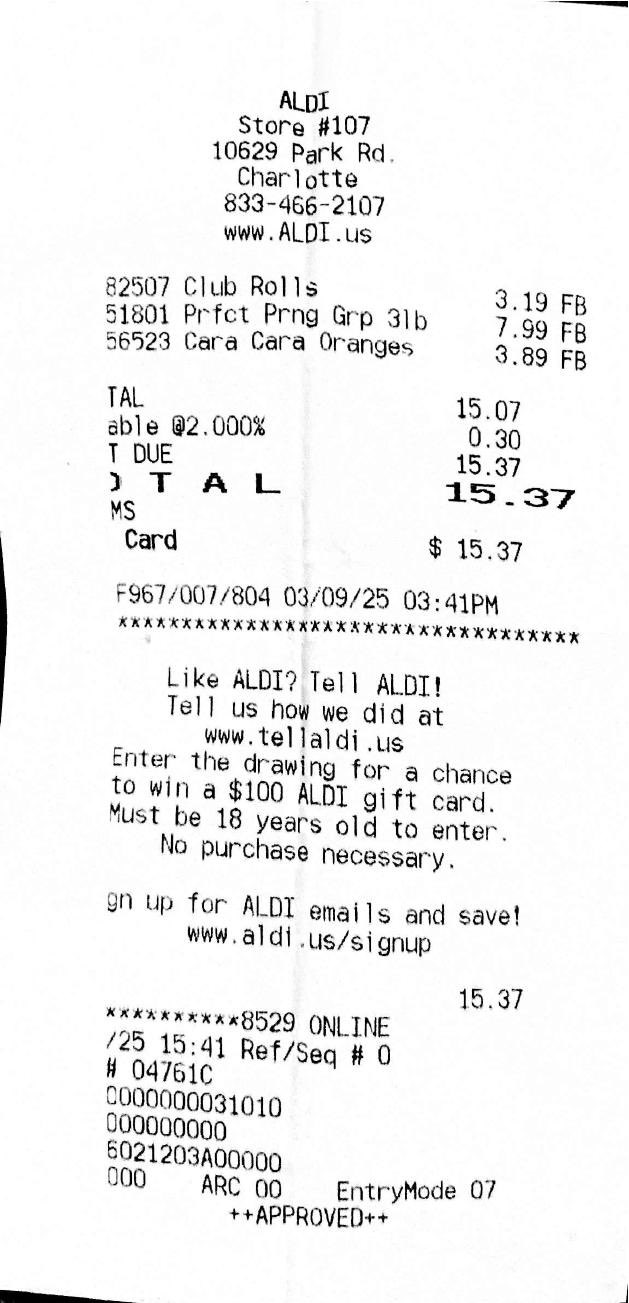 ALDI
Store #107
10629 Park Rd.
Charlotte
833-466-2107
www.ALDI.us
82507 Club Rolls 3.19 FB
51801 Prfct Prng Grp 3lb 7.99 FB
56523 Cara Cara Oranges 3.89 FB
TAL 15.07
able @2.000% 0.30
T DUE 15.37
O T A L 15.37
MS
Card $ 15.37
F967/007/804 03/09/25 03:41PM
************************************
Like ALDI? Tell ALDI!
Tell us how we did at
www.tellaldi.us
Enter the drawing for a chance
to win a $100 ALDI gift card.
Must be 18 years old to enter.
No purchase necessary.
gn up for ALDI emails and save!
www.aldi.us/signup
15.37
**********8529 ONLINE
/25 15:41 Ref/Seq # 0
# 04761C
0000000031010
000000000
6021203A00000
000 ARC 00 EntryMode 07
++APPROVED++